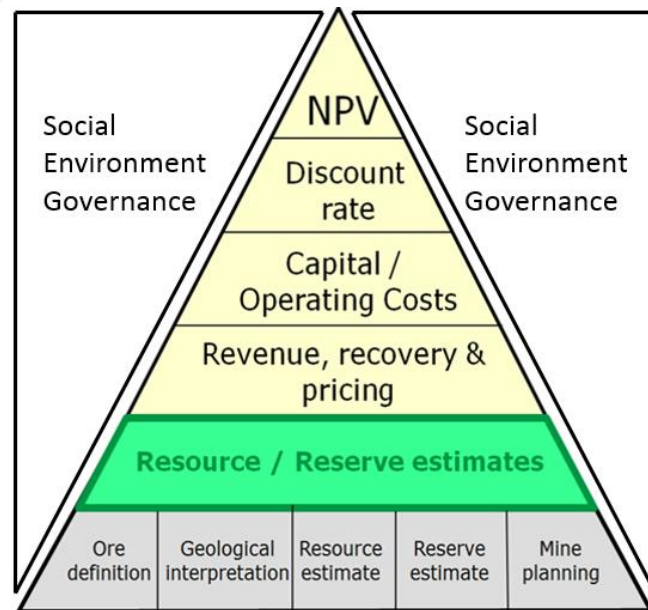 Social
Environment
Governance
NPV
Discount
rate
Capital /
Operating Costs
Revenue, recovery &
pricing
Resource / Reserve estimates
Ore
definition
Geological
interpretation
Resource
estimate
Reserve
estimate
Mine
planning
Social
Environment
Governance